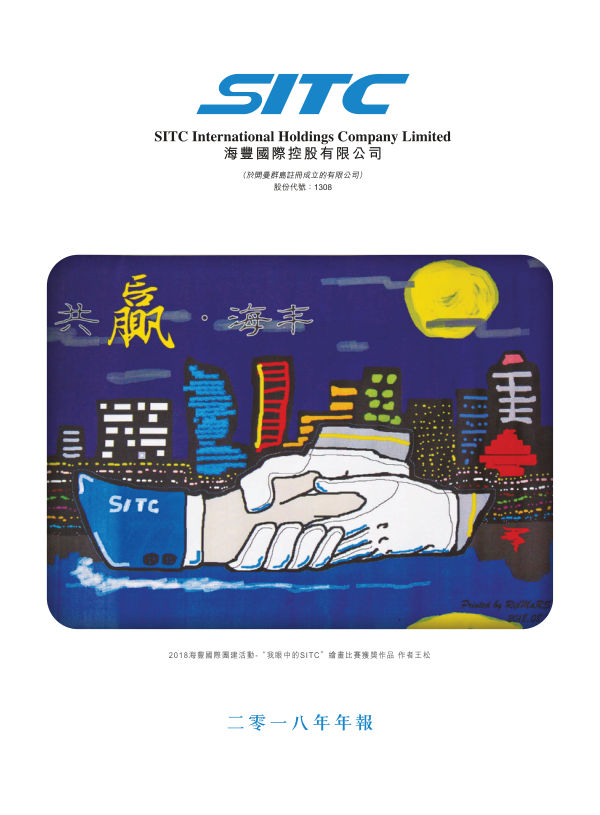 SITC
SITC International Holdings Company Limited
海豐國際控股有限公司
（於開曼群島註冊成立的有限公司）
股份代號：1308
共 贏 · 海丰
SITC
Printed by
2018海豐國際團建活動-“我眼中的SITC”繪畫比賽獲獎作品 作者王松
二零一八年年報